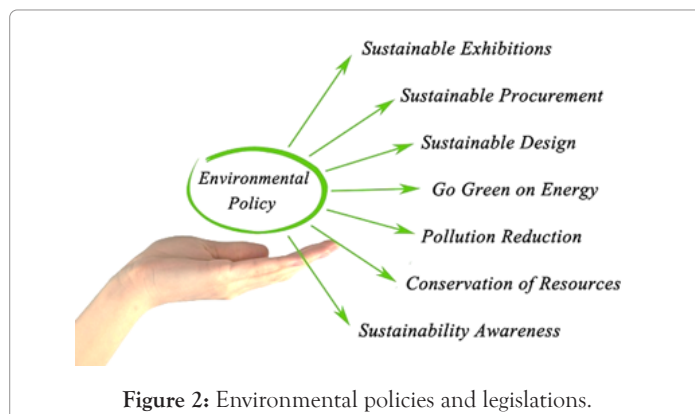 Sustainable Exhibitions
Sustainable Procurement
Sustainable Design
Environmental
Policy
Go Green on Energy
Pollution Reduction
Conservation of Resources
Sustainability Awareness
Figure 2: Environmental policies and legislations.